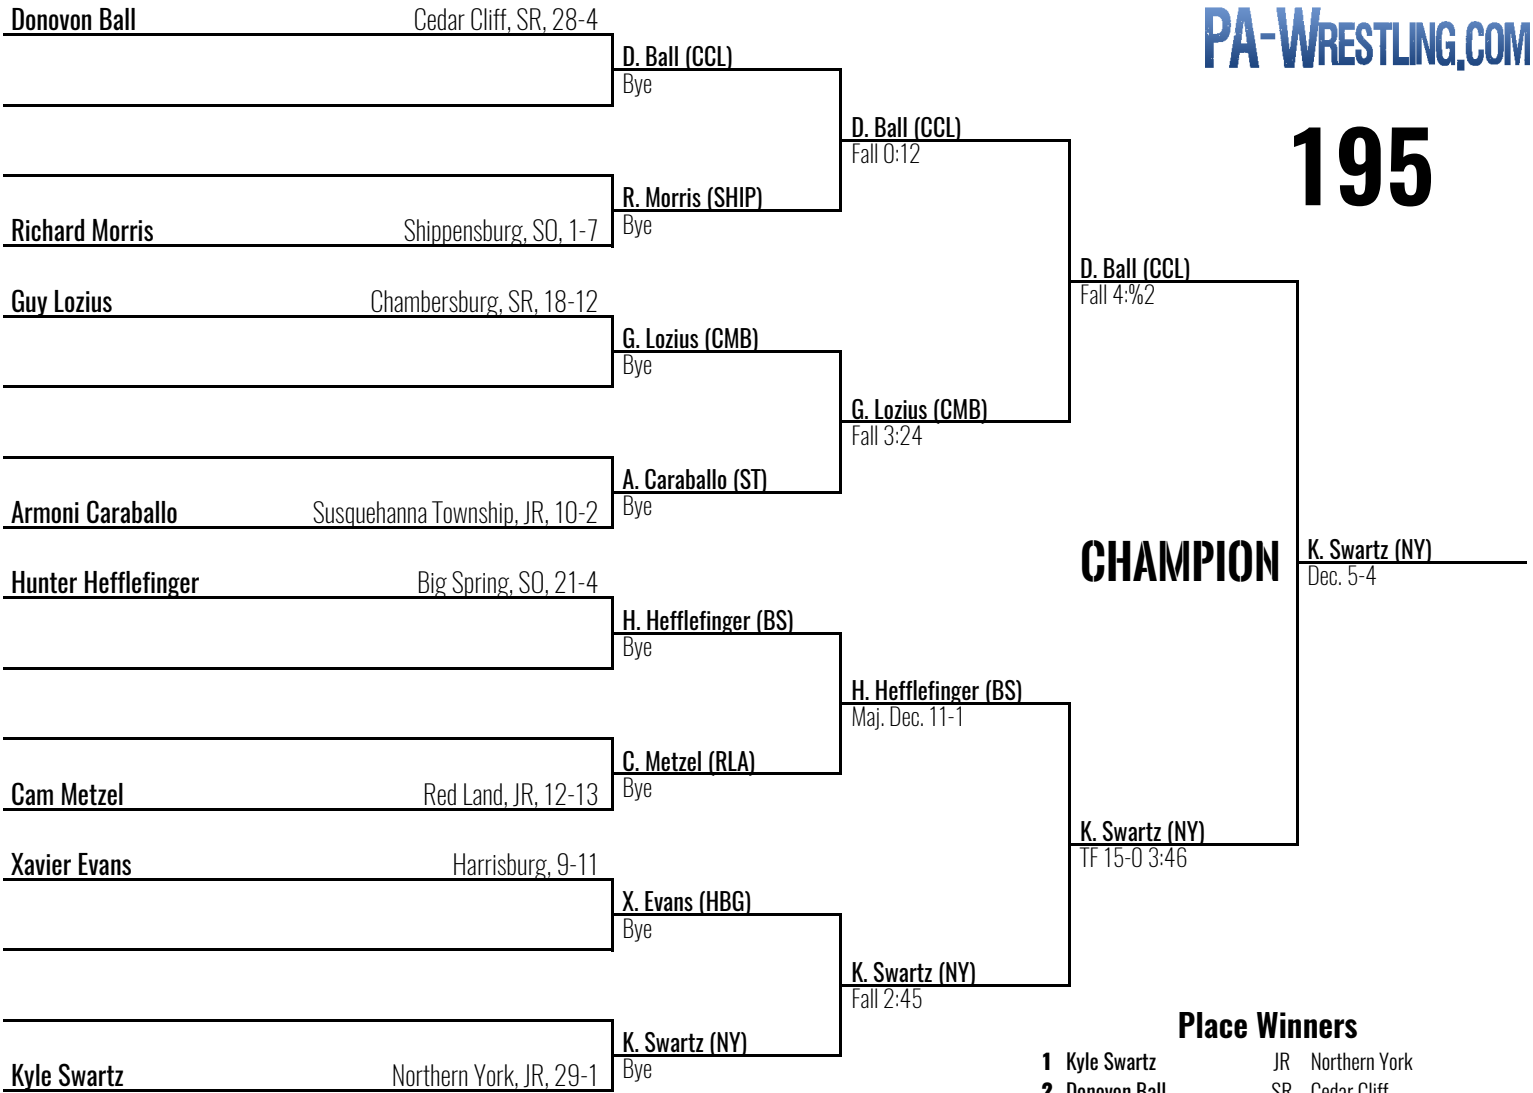 Donovon Ball Cedar Cliff, SR, 28-4
D. Ball (CCL)
Bye
PA-WRESTLING.COM
195
D. Ball (CCL)
Fall 0:12
R. Morris (SHIP)
Bye
Richard Morris Shippensburg, SO, 1-7
D. Ball (CCL)
Fall 4:%2
Guy Lozius Chambersburg, SR, 18-12
G. Lozius (CMB)
Bye
G. Lozius (CMB)
Fall 3:24
A. Caraballo (ST)
Bye
Armoni Caraballo Susquehanna Township, JR, 10-2
CHAMPION
K. Swartz (NY)
Dec. 5-4
Hunter Hefflefinger Big Spring, SO, 21-4
H. Hefflefinger (BS)
Bye
H. Hefflefinger (BS)
Maj. Dec. 11-1
C. Metzel (RLA)
Bye
Cam Metzel Red Land, JR, 12-13
K. Swartz (NY)
TF 15-0 3:46
Xavier Evans Harrisburg, 9-11
X. Evans (HBG)
Bye
K. Swartz (NY)
Fall 2:45
K. Swartz (NY)
Bye
Kyle Swartz Northern York, JR, 29-1
Place Winners
1 Kyle Swartz JR Northern York
2 Donovon Ball SR Cedar Cliff